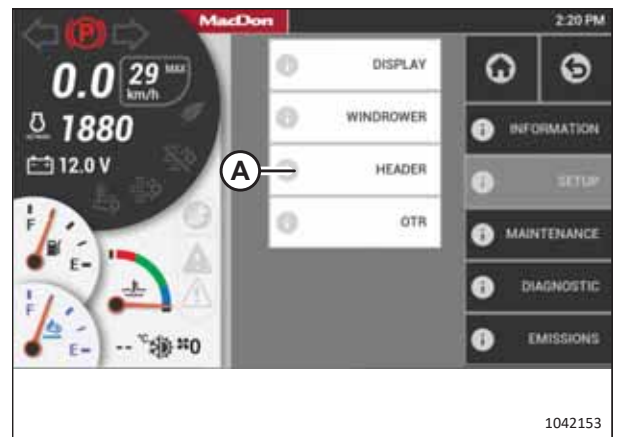 MacDon
2:20 PM
P
0.0 29 MAX
km/h
1880
12.0 V
F
E
F
E
-- °C 0
DISPLAY
WINDROWER
HEADER
OTR
A
INFORMATION
SETUP
MAINTENANCE
DIAGNOSTIC
EMISSIONS
1042153